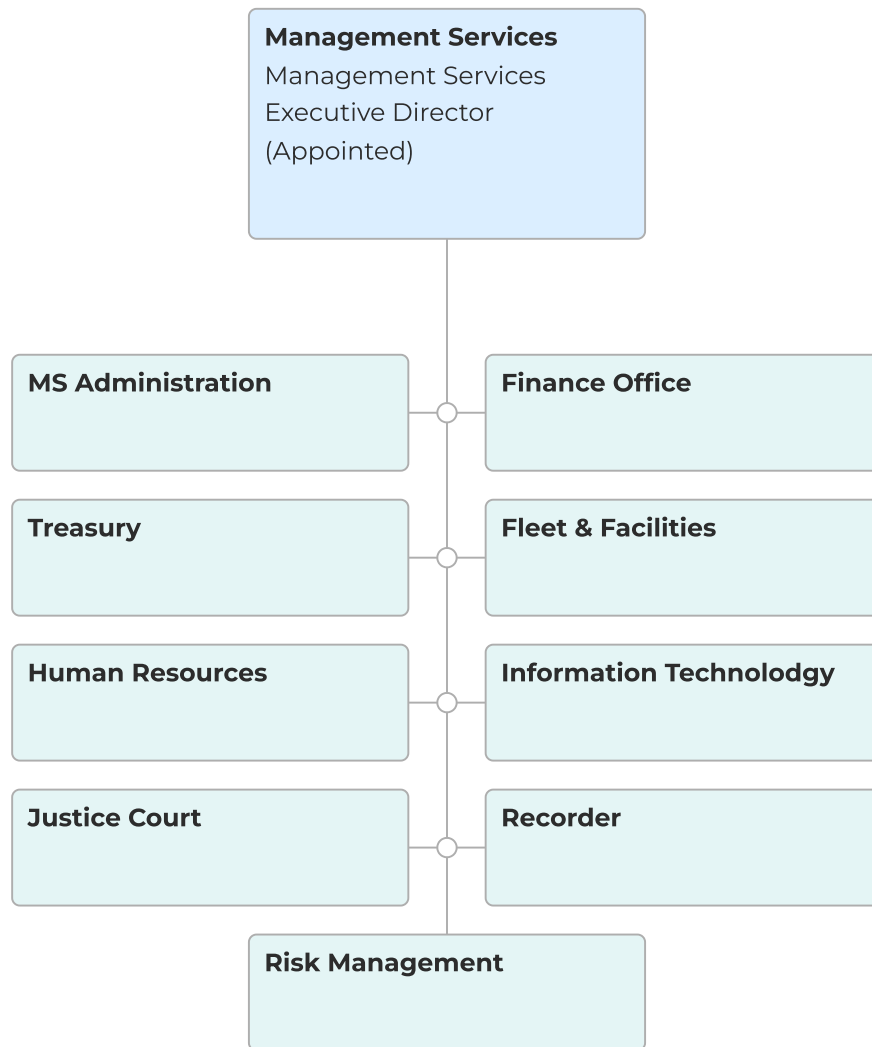 Management Services
Management Services
Executive Director
(Appointed)
MS Administration
Finance Office
Treasury
Fleet & Facilities
Human Resources
Information Technolodgy
Justice Court
Recorder
Risk Management